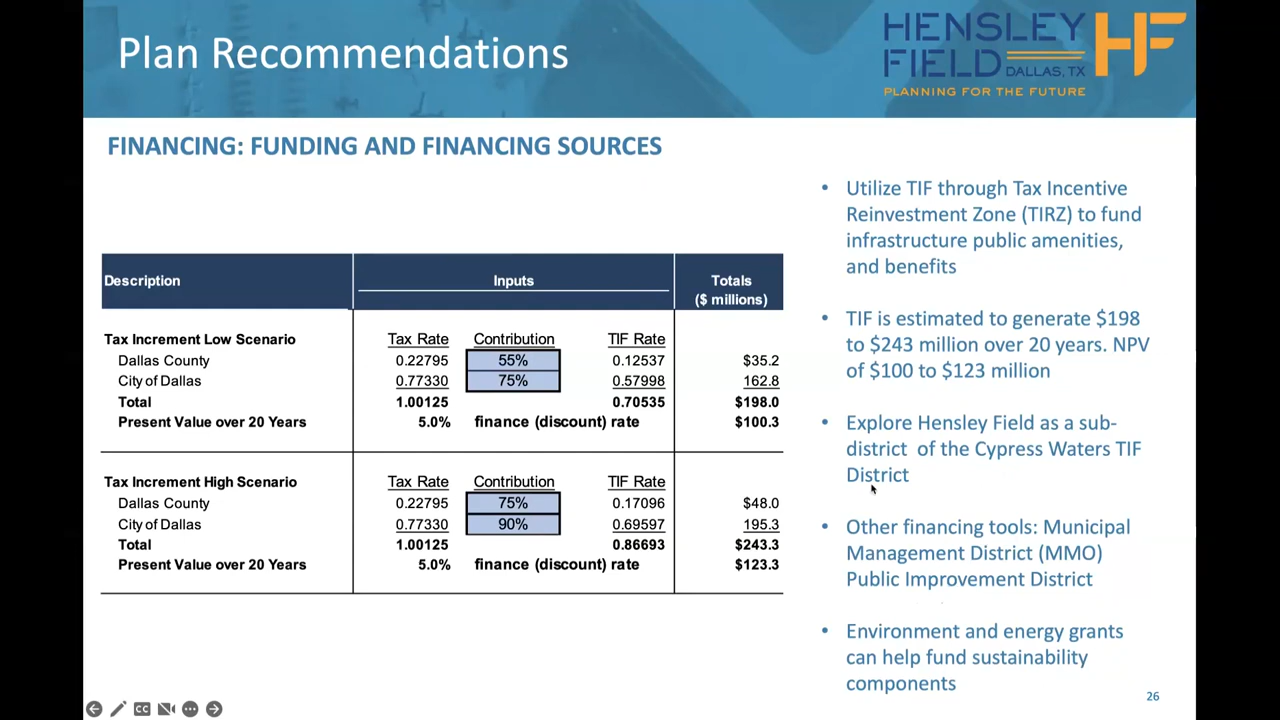 Plan Recommendations
HENSLEY
FIELD DALLAS, TX
PLANNING FOR THE FUTURE
HF
FINANCING: FUNDING AND FINANCING SOURCES
Description Inputs Totals
($ millions)
Tax Increment Low Scenario Tax Rate Contribution TIF Rate
Dallas County 0.22795 55% 0.12537 $35.2
City of Dallas 0.77330 75% 0.57998 162.8
Total 1.00125 0.70535 $198.0
Present Value over 20 Years 5.0% finance (discount) rate $100.3
Tax Increment High Scenario Tax Rate Contribution TIF Rate
Dallas County 0.22795 75% 0.17096 $48.0
City of Dallas 0.77330 90% 0.69597 195.3
Total 1.00125 0.86693 $243.3
Present Value over 20 Years 5.0% finance (discount) rate $123.3
• Utilize TIF through Tax Incentive
Reinvestment Zone (TIRZ) to fund
infrastructure public amenities,
and benefits
• TIF is estimated to generate $198
to $243 million over 20 years. NPV
of $100 to $123 million
• Explore Hensley Field as a sub-
district of the Cypress Waters TIF
District
• Other financing tools: Municipal
Management District (MMO)
Public Improvement District
• Environment and energy grants
can help fund sustainability
components
26
CC